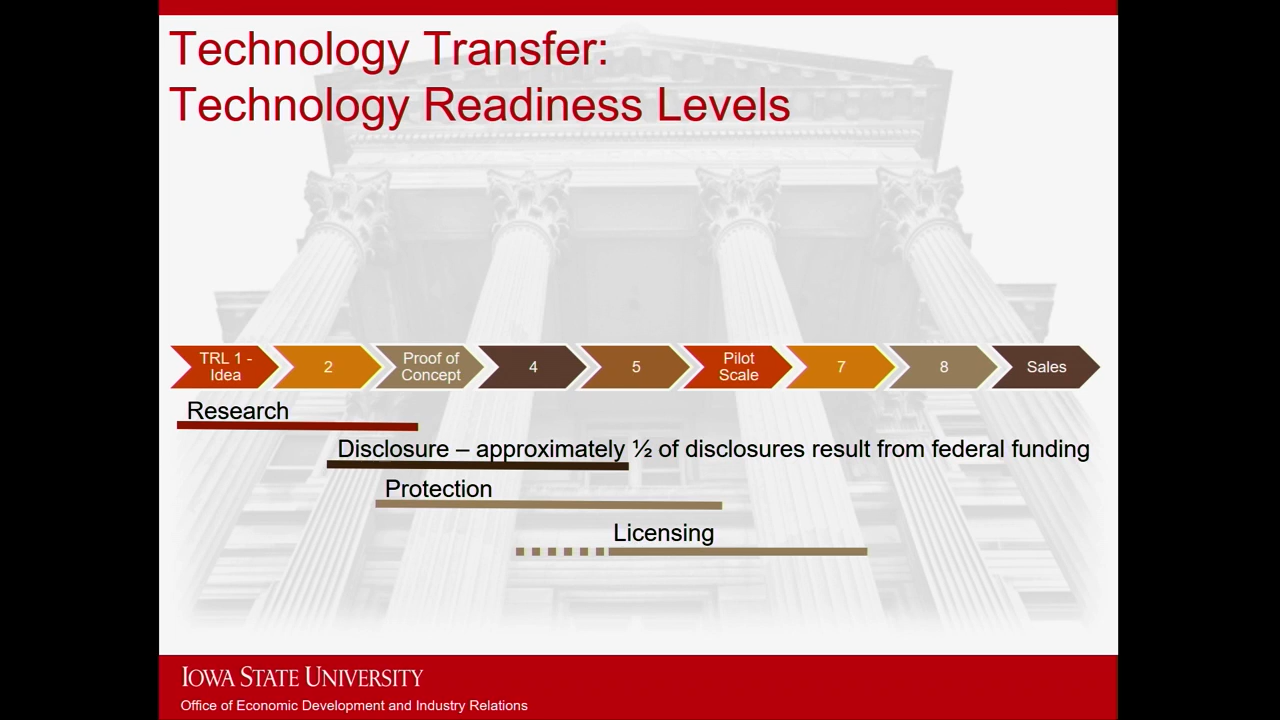 Technology Transfer:
Technology Readiness Levels
TRL 1 -
Idea
2
Proof of
Concept
4
5
Pilot
Scale
7
8
Sales
Research
Disclosure – approximately ½ of disclosures result from federal funding
Protection
Licensing
IOWA STATE UNIVERSITY
Office of Economic Development and Industry Relations